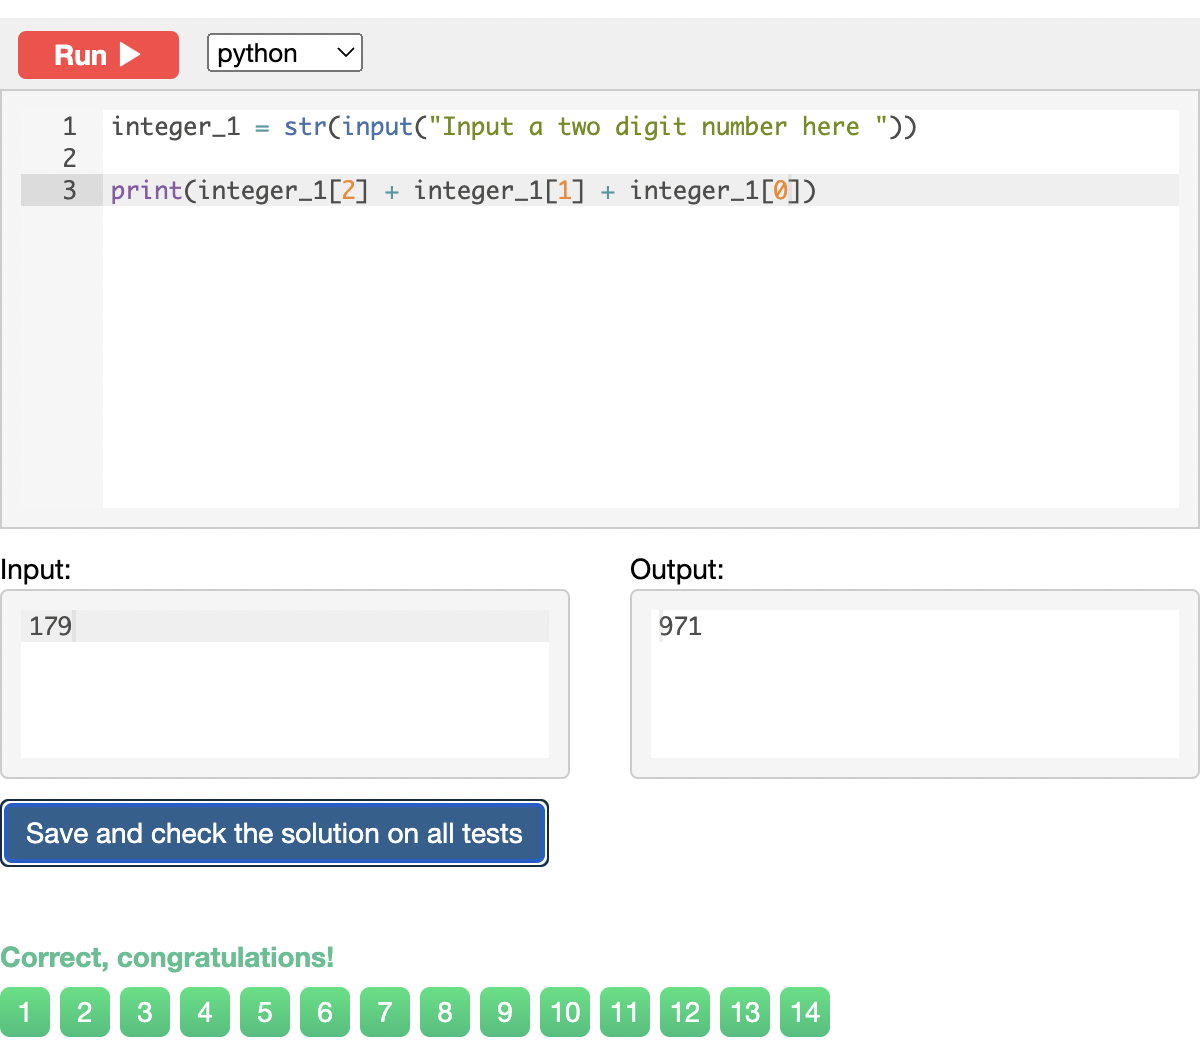 Run
python
1 integer_1 = str(input("Input a two digit number here "))
2
3 print(integer_1[2] + integer_1[1] + integer_1[0])
Input:
Output:
179
971
Save and check the solution on all tests
Correct, congratulations!
1 2 3 4 5 6 7 8 9 10 11 12 13 14